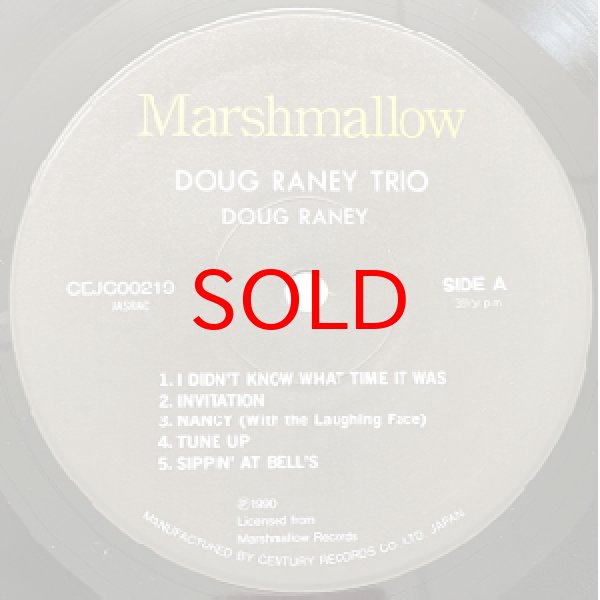 Marshmallow
DOUG RANEY TRIO
DOUG RANEY
CEJC00219
JASRAC
SOLD
SIDE A
33⅓ r.p.m.
1. I DIDN'T KNOW WHAT TIME IT WAS
2. INVITATION
3. NANCY (With the Laughing Face)
4. TUNE UP
5. SIPPIN' AT BELL'S
℗1990
Licensed from
Marshmallow Records
MANUFACTURED BY CENTURY RECORDS CO. LTD. JAPAN